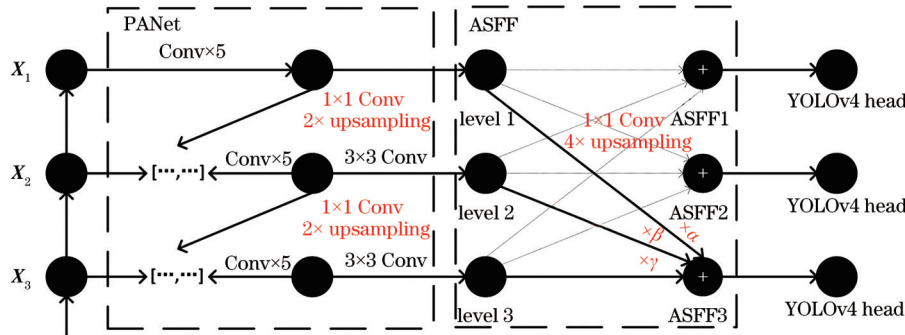 PANet
ASFF
X1
Conv×5
+
1×1 Conv
2× upsampling
level 1
1×1 Conv
4× upsampling
ASFF1
YOLOv4 head
X2
[···,···]
Conv×5
3×3 Conv
+
1×1 Conv
2× upsampling
level 2
ASFF2
YOLOv4 head
×β
×α
×γ
X3
[···,···]
Conv×5
3×3 Conv
+
level 3
ASFF3
YOLOv4 head